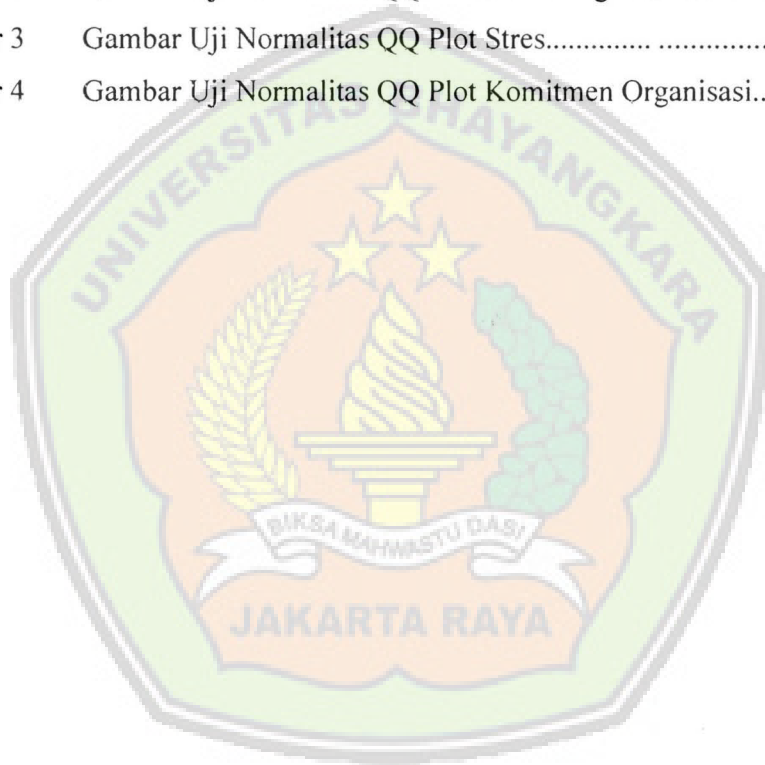 r 3 Gambar Uji Normalitas QQ Plot Stres.............. ..............
r 4 Gambar Uji Normalitas QQ Plot Komitmen Organisasi..
UNIVERSITAS BHAYANGKARA
BIKSA MAHWASTU DASI
JAKARTA RAYA